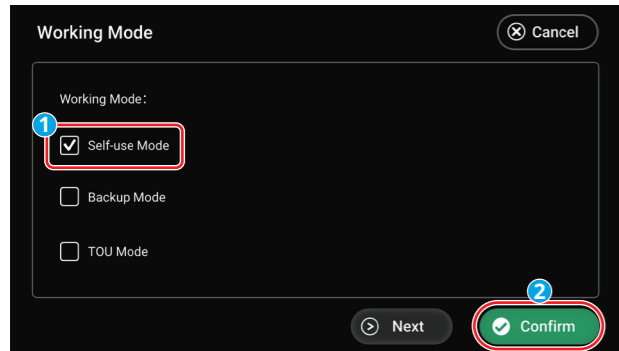 Working Mode
Cancel
Working Mode:
1
Self-use Mode
Backup Mode
TOU Mode
2
Next
Confirm